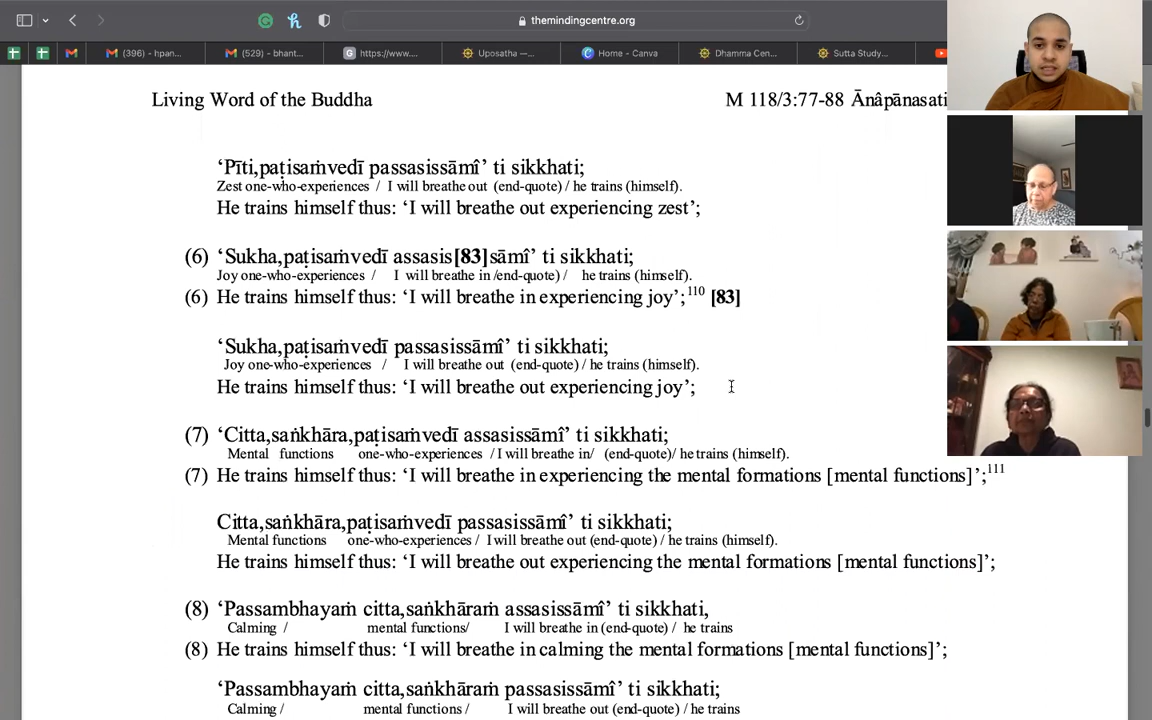 themindingcentre.org
(396) - hpan...
(529) - bhant...
https://www....
Uposatha —...
Home - Canva
Dhamma Cen...
Sutta Study...
Living Word of the Buddha
M 118/3:77-88 Ānâpānasati
‘Pīti,paṭisaṁvedī passasissāmî’ ti sikkhati;
Zest one-who-experiences / I will breathe out (end-quote) / he trains (himself).
He trains himself thus: ‘I will breathe out experiencing zest’;
(6) ‘Sukha,paṭisaṁvedī assasis[83]sāmî’ ti sikkhati;
Joy one-who-experiences / I will breathe in /end-quote) / he trains (himself).
(6) He trains himself thus: ‘I will breathe in experiencing joy’;110 [83]
‘Sukha,paṭisaṁvedī passasissāmî’ ti sikkhati;
Joy one-who-experiences / I will breathe out (end-quote) / he trains (himself).
He trains himself thus: ‘I will breathe out experiencing joy’;
(7) ‘Citta,saṅkhāra,paṭisaṁvedī assasissāmî’ ti sikkhati;
Mental functions one-who-experiences / I will breathe in/ (end-quote)/ he trains (himself).
(7) He trains himself thus: ‘I will breathe in experiencing the mental formations [mental functions]’;111
Citta,saṅkhāra,paṭisaṁvedī passasissāmî’ ti sikkhati;
Mental functions one-who-experiences / I will breathe out (end-quote) / he trains (himself).
He trains himself thus: ‘I will breathe out experiencing the mental formations [mental functions]’;
(8) ‘Passambhayaṁ citta,saṅkhāraṁ assasissāmî’ ti sikkhati,
Calming / mental functions/ I will breathe in (end-quote) / he trains
(8) He trains himself thus: ‘I will breathe in calming the mental formations [mental functions]’;
‘Passambhayaṁ citta,saṅkhāraṁ passasissāmî’ ti sikkhati;
Calming / mental functions / I will breathe out (end-quote) / he trains